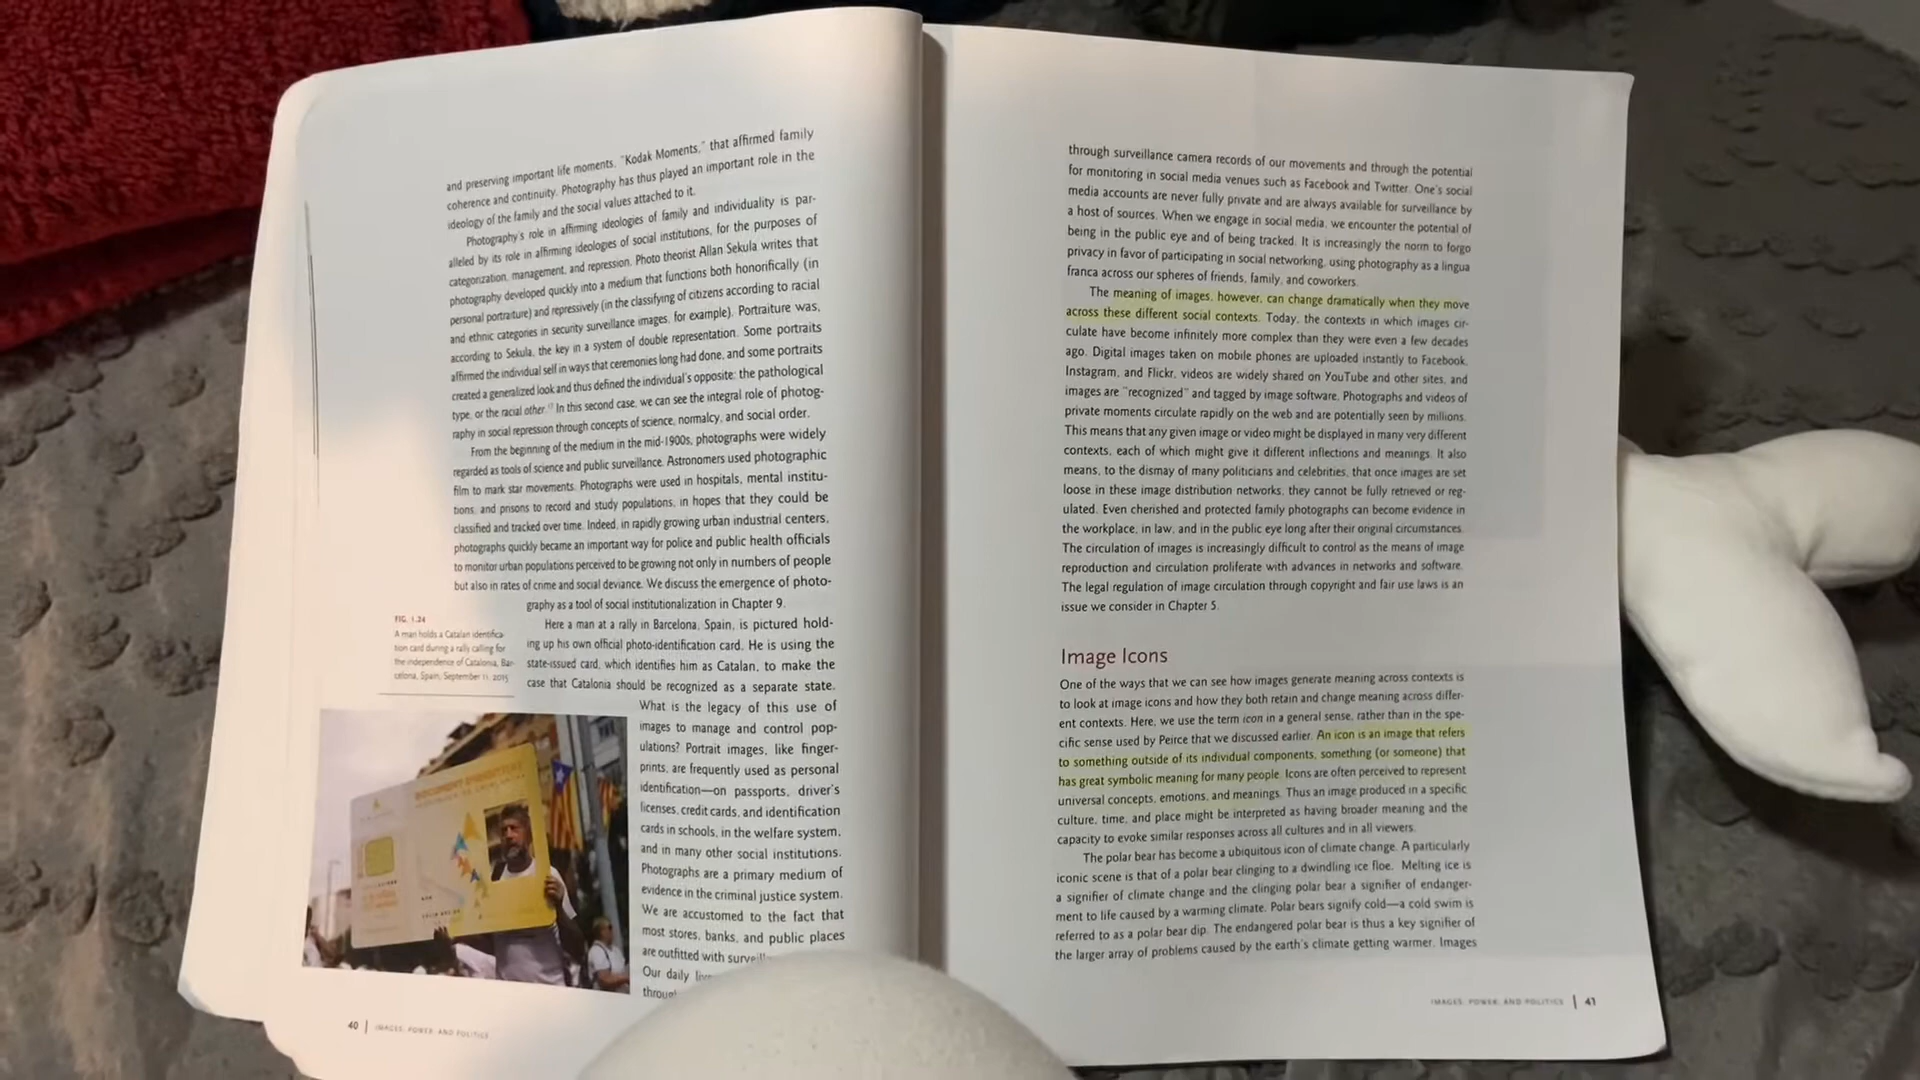 and preserving important life moments, "Kodak Moments," that affirmed family
coherence and continuity. Photography has thus played an important role in the
ideology of the family and the social values attached to it.
Photography's role in affirming ideologies of family and individuality is par-
alleled by its role in affirming ideologies of social institutions, for the purposes of
categorization, management, and repression. Photo theorist Allan Sekula writes that
photography developed quickly into a medium that functions both honorifically (in
personal portraiture) and repressively (in the classifying of citizens according to racial
and ethnic categories in security surveillance images, for example). Portraiture was,
according to Sekula, the key in a system of double representation. Some portraits
affirmed the individual self in ways that ceremonies long had done, and some portraits
created a generalized look and thus defined the individual's opposite: the pathological
type, or the racial other. In this second case, we can see the integral role of photog-
raphy in social repression through concepts of science, normalcy, and social order.
From the beginning of the medium in the mid-1900s, photographs were widely
regarded as tools of science and public surveillance. Astronomers used photographic
film to mark star movements. Photographs were used in hospitals, mental institu-
tions, and prisons to record and study populations, in hopes that they could be
classified and tracked over time. Indeed, in rapidly growing urban industrial centers,
photographs quickly became an important way for police and public health officials
to monitor urban populations perceived to be growing not only in numbers of people
but also in rates of crime and social deviance. We discuss the emergence of photo-
graphy as a tool of social institutionalization in Chapter 9.
FIG. 1.24
A man holds a Catalan identifica-
tion card during a rally calling for
the independence of Catalonia, Bar-
celona, Spain, September 11, 2015
Here a man at a rally in Barcelona, Spain, is pictured hold-
ing up his own official photo-identification card. He is using the
state-issued card, which identifies him as Catalan, to make the
case that Catalonia should be recognized as a separate state.
What is the legacy of this use of
images to manage and control pop-
ulations? Portrait images, like finger-
prints, are frequently used as personal
identification—on passports, driver's
licenses, credit cards, and identification
cards in schools, in the welfare system,
and in many other social institutions.
Photographs are a primary medium of
evidence in the criminal justice system.
We are accustomed to the fact that
most stores, banks, and public places
are outfitted with
Our daily
40 | IMAGES, POWER, AND POLITICS
through surveillance camera records of our movements and through the potential
for monitoring in social media venues such as Facebook and Twitter. One's social
media accounts are never fully private and are always available for surveillance by
a host of sources. When we engage in social media, we encounter the potential of
being in the public eye and of being tracked. It is increasingly the norm to forgo
privacy in favor of participating in social networking, using photography as a lingua
franca across our spheres of friends, family, and coworkers.
The meaning of images, however, can change dramatically when they move
across these different social contexts. Today, the contexts in which images cir-
culate have become infinitely more complex than they were even a few decades
ago. Digital images taken on mobile phones are uploaded instantly to Facebook,
Instagram, and Flickr, videos are widely shared on YouTube and other sites, and
images are "recognized" and tagged by image software. Photographs and videos of
private moments circulate rapidly on the web and are potentially seen by millions.
This means that any given image or video might be displayed in many very different
contexts, each of which might give it different inflections and meanings. It also
means, to the dismay of many politicians and celebrities, that once images are set
loose in these image distribution networks, they cannot be fully retrieved or reg-
ulated. Even cherished and protected family photographs can become evidence in
the workplace, in law, and in the public eye long after their original circumstances.
The circulation of images is increasingly difficult to control as the means of image
reproduction and circulation proliferate with advances in networks and software.
The legal regulation of image circulation through copyright and fair use laws is an
issue we consider in Chapter 5.
Image Icons
One of the ways that we can see how images generate meaning across contexts is
to look at image icons and how they both retain and change meaning across differ-
ent contexts. Here, we use the term icon in a general sense, rather than in the spe-
cific sense used by Peirce that we discussed earlier. An icon is an image that refers
to something outside of its individual components, something (or someone) that
has great symbolic meaning for many people. Icons are often perceived to represent
universal concepts, emotions, and meanings. Thus an image produced in a specific
culture, time, and place might be interpreted as having broader meaning and the
capacity to evoke similar responses across all cultures and in all viewers.
The polar bear has become a ubiquitous icon of climate change. A particularly
iconic scene is that of a polar bear clinging to a dwindling ice floe. Melting ice is
a signifier of climate change and the clinging polar bear a signifier of endanger-
ment to life caused by a warming climate. Polar bears signify cold—a cold swim is
referred to as a polar bear dip. The endangered polar bear is thus a key signifier of
the larger array of problems caused by the earth's climate getting warmer. Images
IMAGES, POWER, AND POLITICS | 41